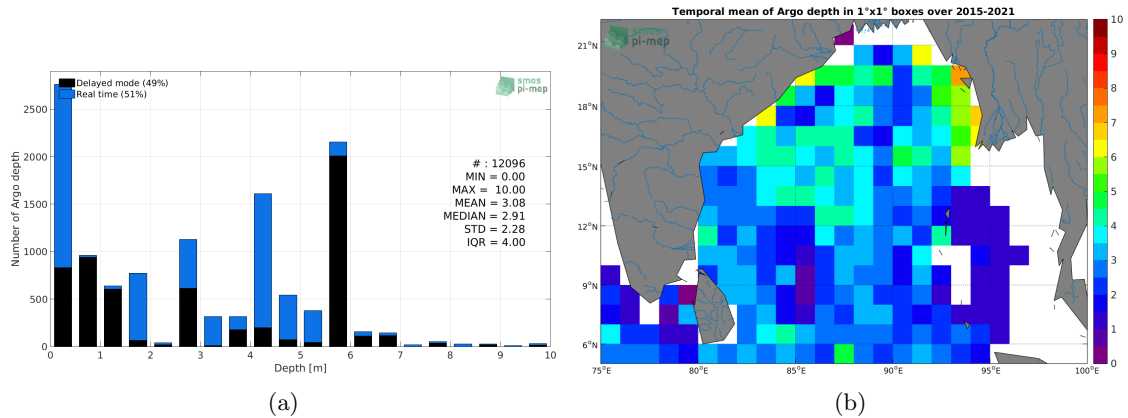 Delayed mode (49%)
Real time (51%)
smos
pi-mep
# : 12096
MIN = 0.00
MAX = 10.00
MEAN = 3.08
MEDIAN = 2.91
STD = 2.28
IQR = 4.00
Number of Argo depth
2500
2000
1500
1000
500
0
0 1 2 3 4 5 6 7 8 9 10
Depth [m]
(a)
Temporal mean of Argo depth in 1°x1° boxes over 2015-2021
smos
pi-mep
21°N
18°N
15°N
12°N
9°N
6°N
75°E 80°E 85°E 90°E 95°E 100°E
10
9
8
7
6
5
4
3
2
1
0
(b)